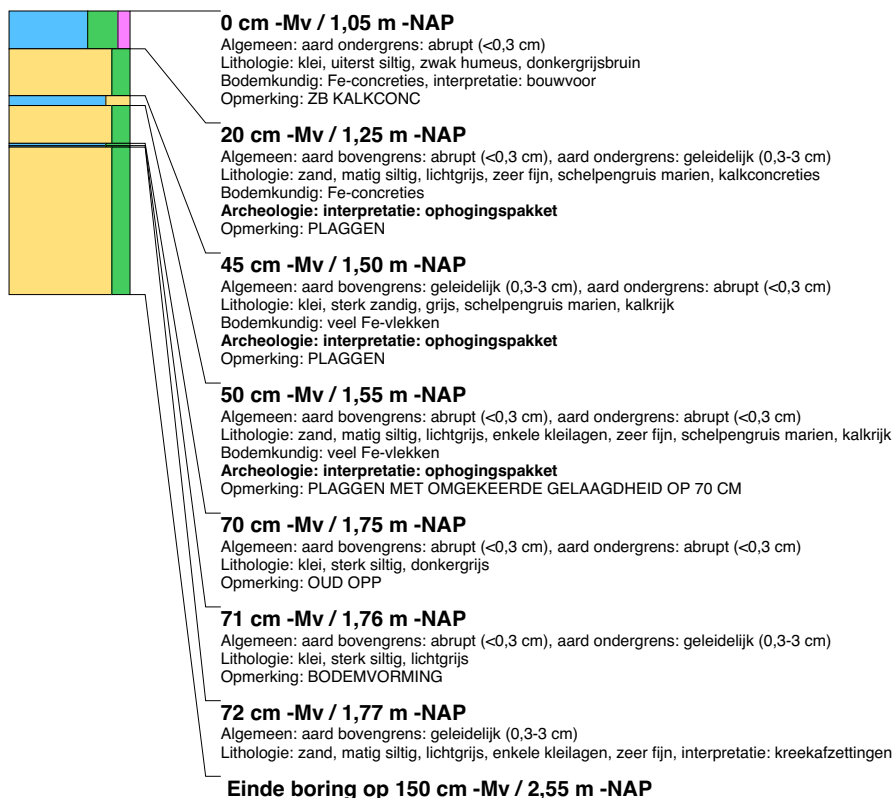 0 cm -Mv / 1,05 m -NAP
Algemeen: aard ondergrens: abrupt (<0,3 cm)
Lithologie: klei, uiterst siltig, zwak humeus, donkergrijsbruin
Bodemkundig: Fe-concreties, interpretatie: bouwvoor
Opmerking: ZB KALKCONC
20 cm -Mv / 1,25 m -NAP
Algemeen: aard bovengrens: abrupt (<0,3 cm), aard ondergrens: geleidelijk (0,3-3 cm)
Lithologie: zand, matig siltig, lichtgrijs, zeer fijn, schelpengruis marien, kalkconcreties
Bodemkundig: Fe-concreties
Archeologie: interpretatie: ophogingspakket
Opmerking: PLAGGEN
45 cm -Mv / 1,50 m -NAP
Algemeen: aard bovengrens: geleidelijk (0,3-3 cm), aard ondergrens: abrupt (<0,3 cm)
Lithologie: klei, sterk zandig, grijs, schelpengruis marien, kalkrijk
Bodemkundig: veel Fe-vlekken
Archeologie: interpretatie: ophogingspakket
Opmerking: PLAGGEN
50 cm -Mv / 1,55 m -NAP
Algemeen: aard bovengrens: abrupt (<0,3 cm), aard ondergrens: abrupt (<0,3 cm)
Lithologie: zand, matig siltig, lichtgrijs, enkele kleilagen, zeer fijn, schelpengruis marien, kalkrijk
Bodemkundig: veel Fe-vlekken
Archeologie: interpretatie: ophogingspakket
Opmerking: PLAGGEN MET OMGEKEERDE GELAAGDHEID OP 70 CM
70 cm -Mv / 1,75 m -NAP
Algemeen: aard bovengrens: abrupt (<0,3 cm), aard ondergrens: abrupt (<0,3 cm)
Lithologie: klei, sterk siltig, donkergrijs
Opmerking: OUD OPP
71 cm -Mv / 1,76 m -NAP
Algemeen: aard bovengrens: abrupt (<0,3 cm), aard ondergrens: geleidelijk (0,3-3 cm)
Lithologie: klei, sterk siltig, lichtgrijs
Opmerking: BODEMVORMING
72 cm -Mv / 1,77 m -NAP
Algemeen: aard bovengrens: geleidelijk (0,3-3 cm)
Lithologie: zand, matig siltig, lichtgrijs, enkele kleilagen, zeer fijn, interpretatie: kreekafzettingen
Einde boring op 150 cm -Mv / 2,55 m -NAP